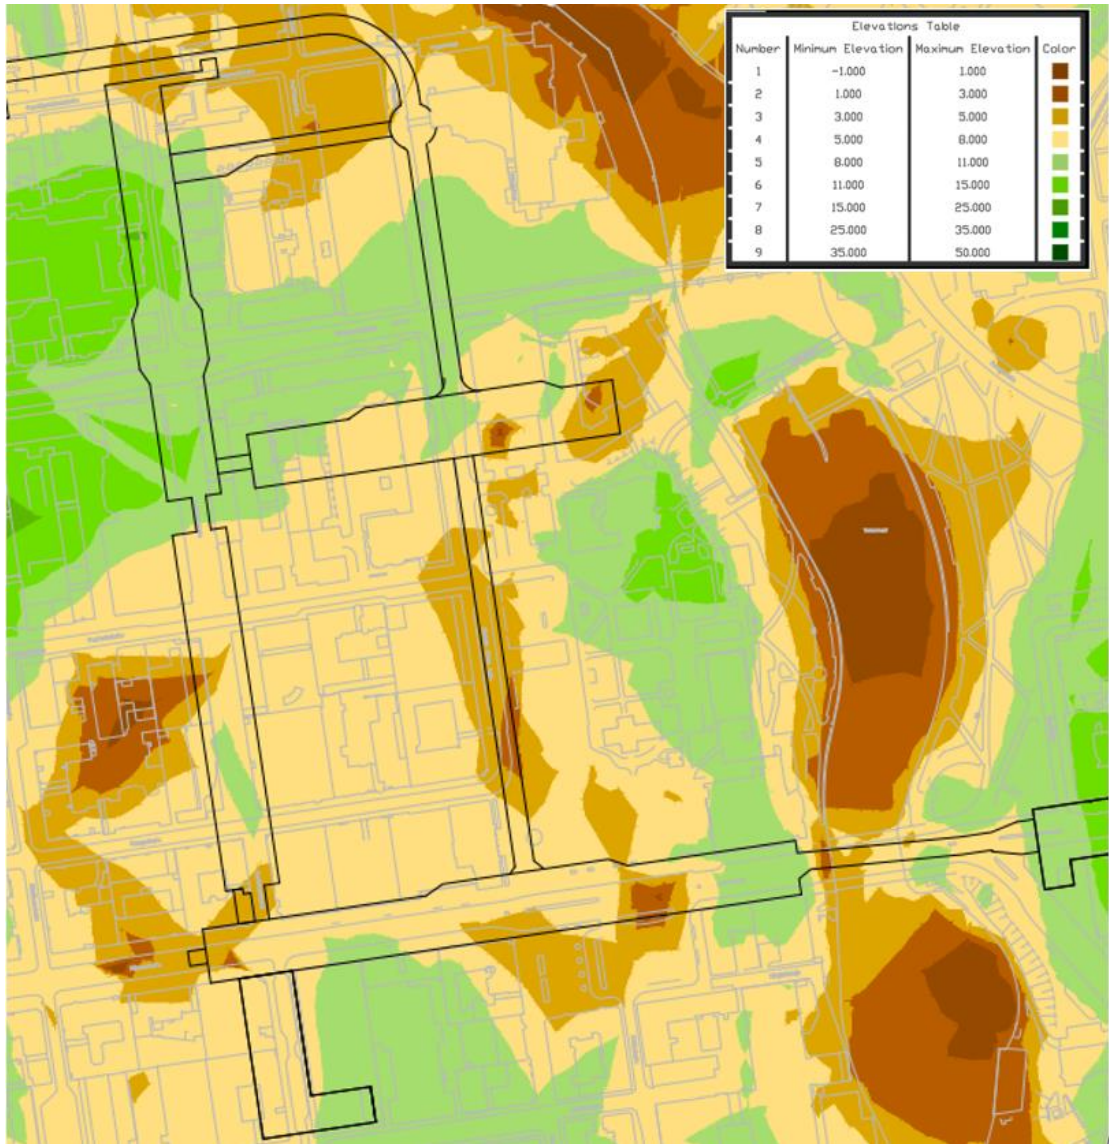 Elevations Table
Number Minimum Elevation Maximum Elevation Color
1 -1.000 1.000
2 1.000 3.000
3 3.000 5.000
4 5.000 8.000
5 8.000 11.000
6 11.000 15.000
7 15.000 25.000
8 25.000 35.000
9 35.000 50.000